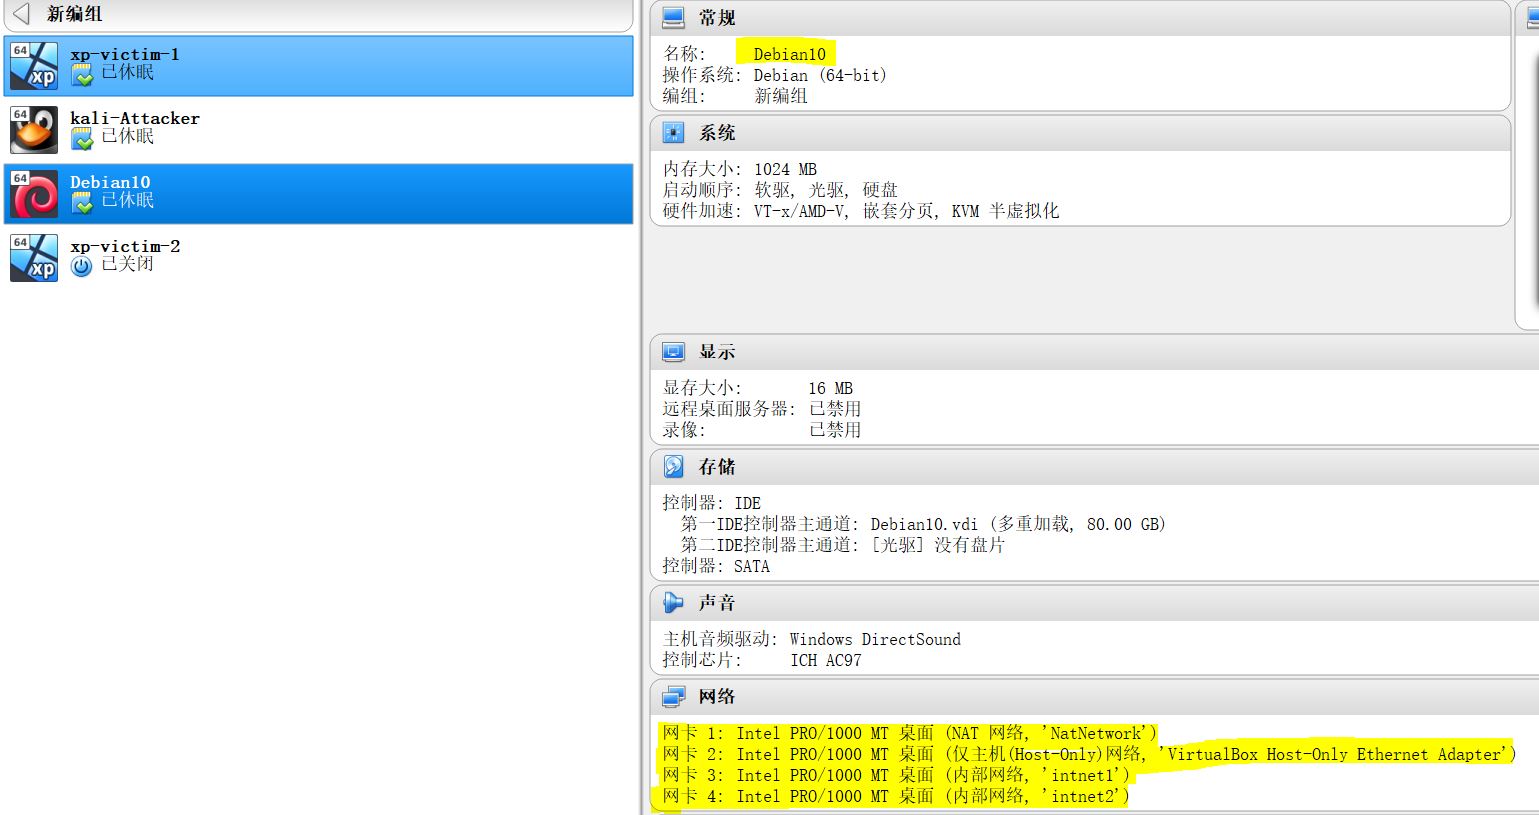 新编组
64
xp
xp-victim-1
已休眠
64
kali-Attacker
已休眠
64
Debian10
已休眠
64
xp
xp-victim-2
已关闭
常规
名称: Debian10
操作系统: Debian (64-bit)
编组: 新编组
系统
内存大小: 1024 MB
启动顺序: 软驱, 光驱, 硬盘
硬件加速: VT-x/AMD-V, 嵌套分页, KVM 半虚拟化
显示
显存大小: 16 MB
远程桌面服务器: 已禁用
录像: 已禁用
存储
控制器: IDE
第一IDE控制器主通道: Debian10.vdi (多重加载, 80.00 GB)
第二IDE控制器主通道: [光驱] 没有盘片
控制器: SATA
声音
主机音频驱动: Windows DirectSound
控制芯片: ICH AC97
网络
网卡 1: Intel PRO/1000 MT 桌面 (NAT 网络, 'NatNetwork')
网卡 2: Intel PRO/1000 MT 桌面 (仅主机(Host-Only)网络, 'VirtualBox Host-Only Ethernet Adapter')
网卡 3: Intel PRO/1000 MT 桌面 (内部网络, 'intnet1')
网卡 4: Intel PRO/1000 MT 桌面 (内部网络, 'intnet2')